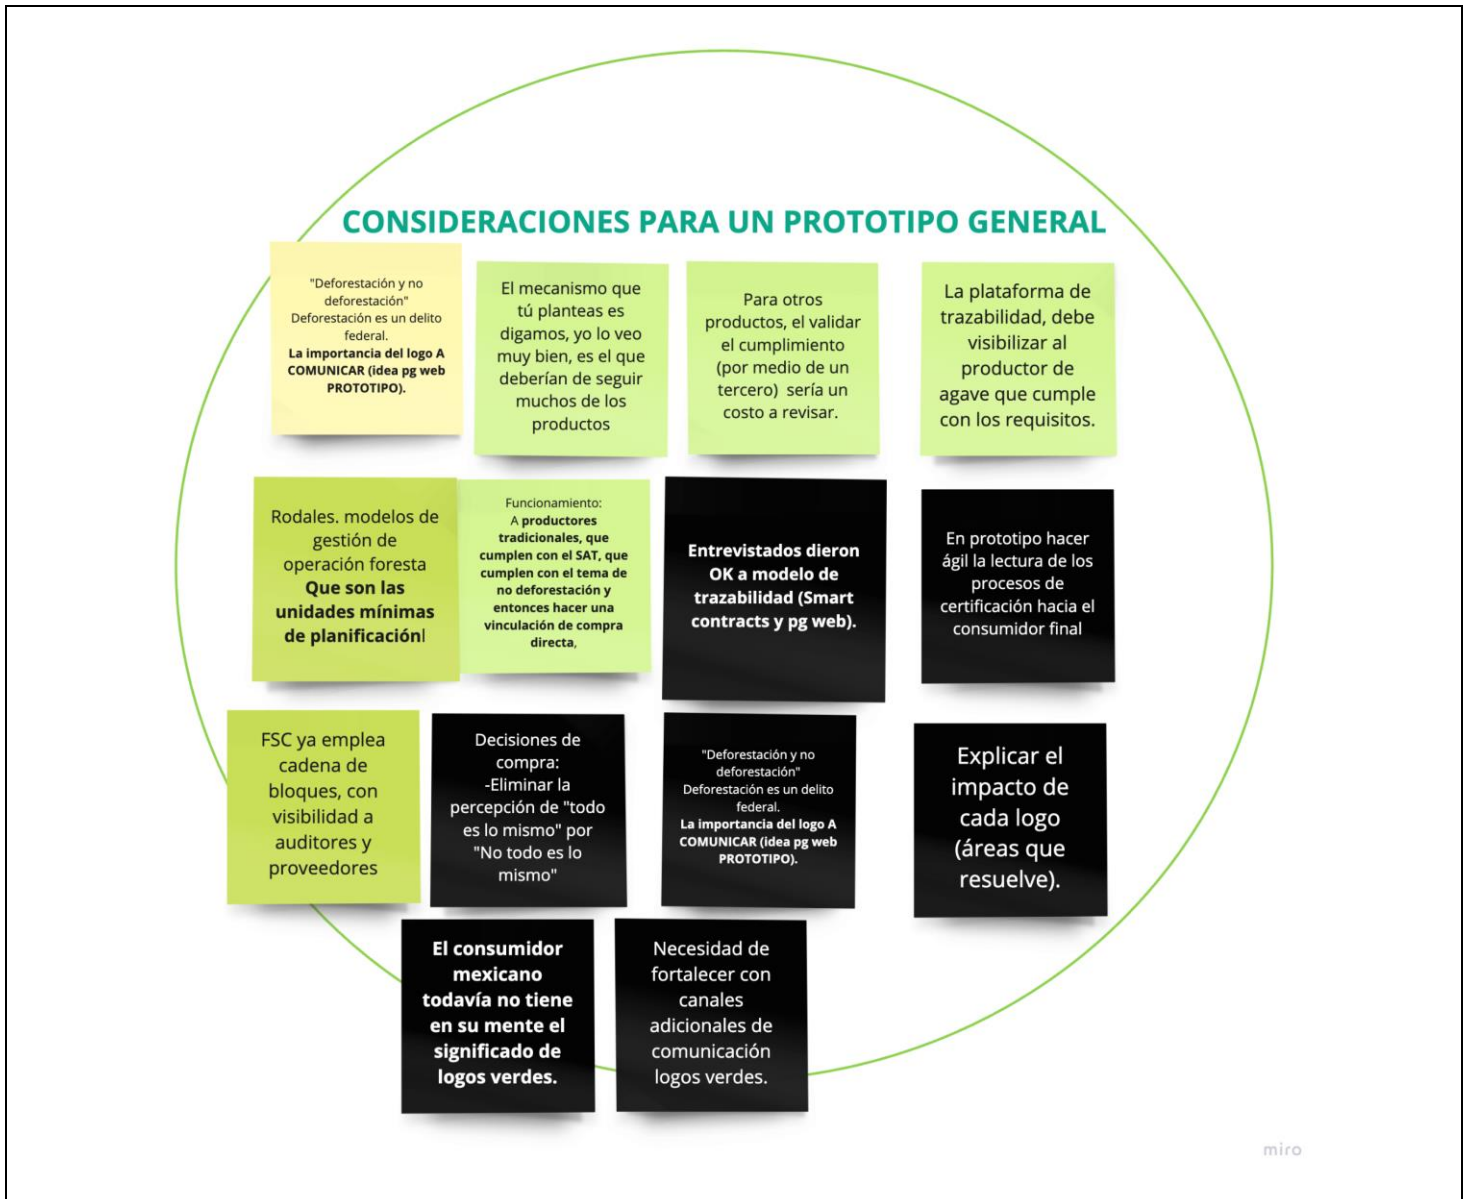 CONSIDERACIONES PARA UN PROTOTIPO GENERAL
"Deforestación y no
deforestación"
Deforestación es un delito
federal.
La importancia del logo A
COMUNICAR (idea pg web
PROTOTIPO).
El mecanismo que
tú planteas es
digamos, yo lo veo
muy bien, es el que
deberían de seguir
muchos de los
productos
Para otros
productos, el validar
el cumplimiento
(por medio de un
tercero) sería un
costo a revisar.
La plataforma de
trazabilidad, debe
visibilizar al
productor de
agave que cumple
con los requisitos.
Rodales. modelos de
gestión de
operación foresta
Que son las
unidades mínimas
de planificaciónl
Funcionamiento:
A productores
tradicionales, que
cumplen con el SAT, que
cumplen con el tema de
no deforestación y
entonces hacer una
vinculación de compra
directa,
Entrevistados dieron
OK a modelo de
trazabilidad (Smart
contracts y pg web).
En prototipo hacer
ágil la lectura de los
procesos de
certificación hacia el
consumidor final
FSC ya emplea
cadena de
bloques, con
visibilidad a
auditores y
proveedores
Decisiones de
compra:
-Eliminar la
percepción de "todo
es lo mismo" por
"No todo es lo
mismo"
"Deforestación y no
deforestación"
Deforestación es un delito
federal.
La importancia del logo A
COMUNICAR (idea pg web
PROTOTIPO).
Explicar el
impacto de
cada logo
(áreas que
resuelve).
El consumidor
mexicano
todavía no tiene
en su mente el
significado de
logos verdes.
Necesidad de
fortalecer con
canales
adicionales de
comunicación
logos verdes.
miro